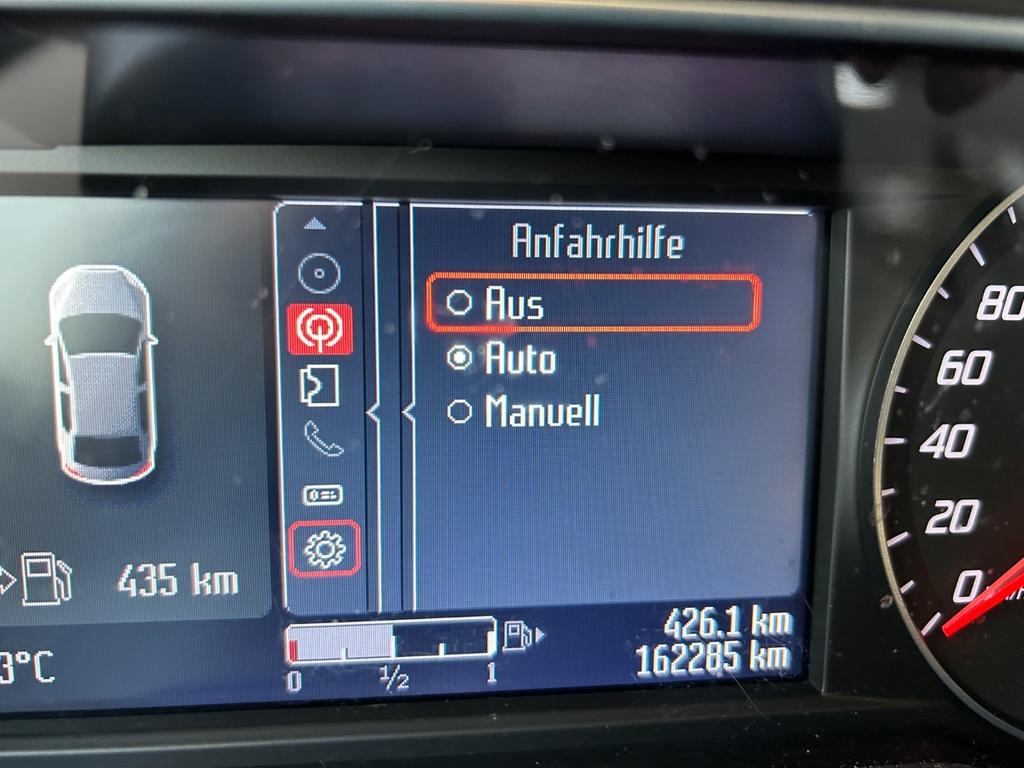 Anfahrhilfe
Aus
Auto
Manuell
435 km
3°C
0 1/2 1
426.1 km
162285 km
80
60
40
20
0